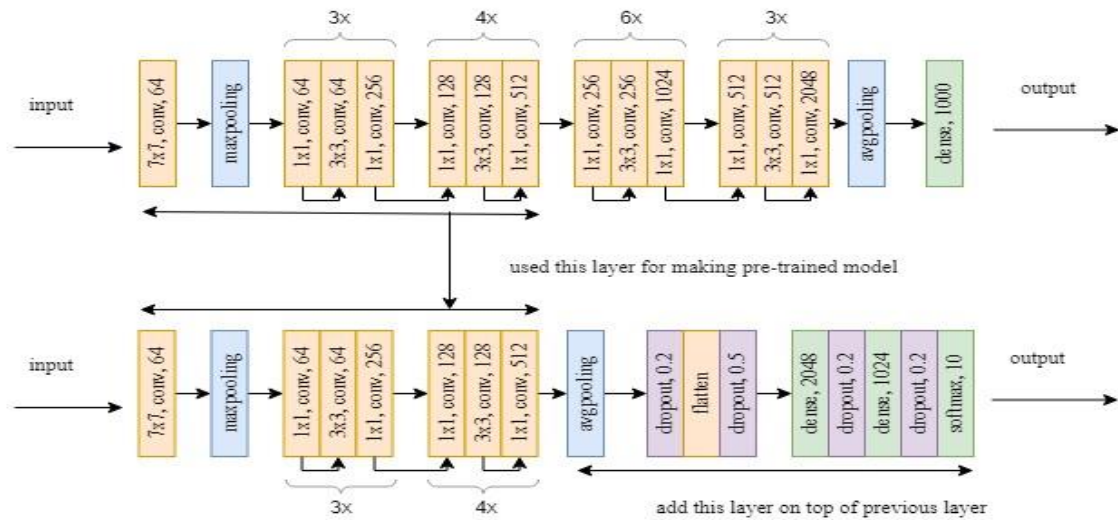 3x
4x
6x
3x
input
7x7, conv, 64
maxpooling
1x1, conv, 64
3x3, conv, 64
1x1, conv, 256
1x1, conv, 128
3x3, conv, 128
1x1, conv, 512
1x1, conv, 256
3x3, conv, 256
1x1, conv, 1024
1x1, conv, 512
3x3, conv, 512
1x1, conv, 2048
avgpooling
dense, 1000
output
used this layer for making pre-trained model
input
7x7, conv, 64
maxpooling
1x1, conv, 64
3x3, conv, 64
1x1, conv, 256
1x1, conv, 128
3x3, conv, 128
1x1, conv, 512
avgpooling
dropout, 0.2
flatten
dropout, 0.5
dense, 2048
dropout, 0.2
dense, 1024
dropout, 0.2
softmax, 10
output
3x
4x
add this layer on top of previous layer